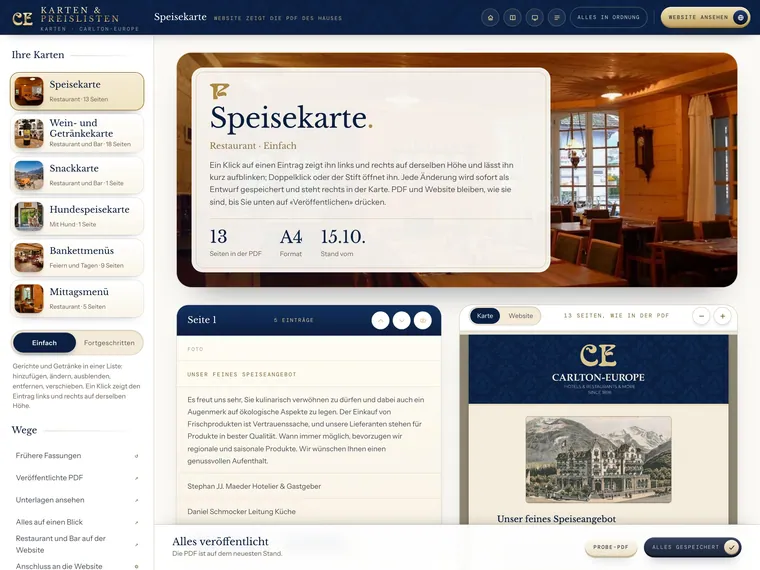 CE
KARTEN &
PREISLISTEN
KARTEN · CARLTON-EUROPE
Speisekarte
WEBSITE ZEIGT DIE PDF DES HAUSES
ALLES IN ORDNUNG
WEBSITE ANSEHEN
Ihre Karten
Speisekarte
Restaurant · 13 Seiten
Wein- und
Getränkekarte
Restaurant und Bar · 16 Seiten
Snackkarte
Restaurant und Bar · 1 Seite
Hundespeisekarte
Mit Hund · 1 Seite
Bankettmenüs
Feiern und Tagen · 9 Seiten
Mittagsmenü
Restaurant · 5 Seiten
Einfach
Fortgeschritten
Gerichte und Getränke in einer Liste:
hinzufügen, ändern, ausblenden,
entfernen, verschieben. Ein Klick zeigt den
Eintrag links und rechts auf derselben
Höhe.
Wege
Frühere Fassungen
Veröffentlichte PDF
Unterlagen ansehen
Alles auf einen Blick
Restaurant und Bar auf der
Website
Anschluss an die Website
Speisekarte.
Restaurant · Einfach
Ein Klick auf einen Eintrag zeigt ihn links und rechts auf derselben Höhe und lässt ihn
kurz aufblinken; Doppelklick oder der Stift öffnet ihn. Jede Änderung wird sofort als
Entwurf gespeichert und steht rechts in der Karte. PDF und Website bleiben, wie sie
sind, bis Sie unten auf «Veröffentlichen» drücken.
13
Seiten in der PDF
A4
Format
15.10.
Stand vom
Seite 1
5 EINTRÄGE
FOTO
UNSER FEINES SPEISEANGEBOT
Es freut uns sehr, Sie kulinarisch verwöhnen zu dürfen und dabei auch ein
Augenmerk auf ökologische Aspekte zu legen. Der Einkauf von
Frischprodukten ist Vertrauenssache, und unsere Lieferanten stehen für
Produkte in bester Qualität. Wann immer möglich, bevorzugen wir
regionale und saisonale Produkte. Wir wünschen Ihnen einen
genussvollen Aufenthalt.
Stephan JJ. Maeder Hotelier & Gastgeber
Daniel Schmocker Leitung Küche
Karte
Website
13 SEITEN, WIE IN DER PDF
CE
CARLTON-EUROPE
HOTELS & RESTAURANTS & MORE
SINCE 1906
Unser feines Speiseangebot
Alles veröffentlicht
Die PDF ist auf dem neuesten Stand.
PROBE-PDF
ALLES GESPEICHERT